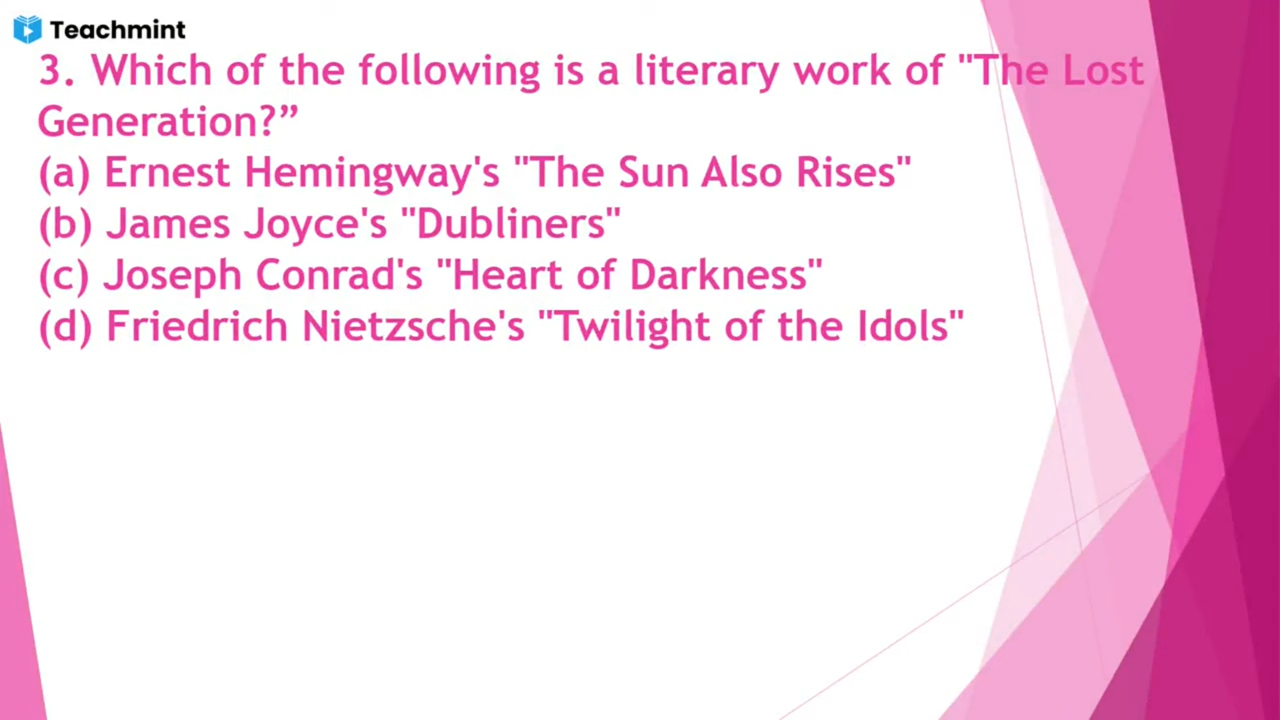 Teachmint
3. Which of the following is a literary work of "The Lost
Generation?”
(a) Ernest Hemingway's "The Sun Also Rises"
(b) James Joyce's "Dubliners"
(c) Joseph Conrad's "Heart of Darkness"
(d) Friedrich Nietzsche's "Twilight of the Idols"